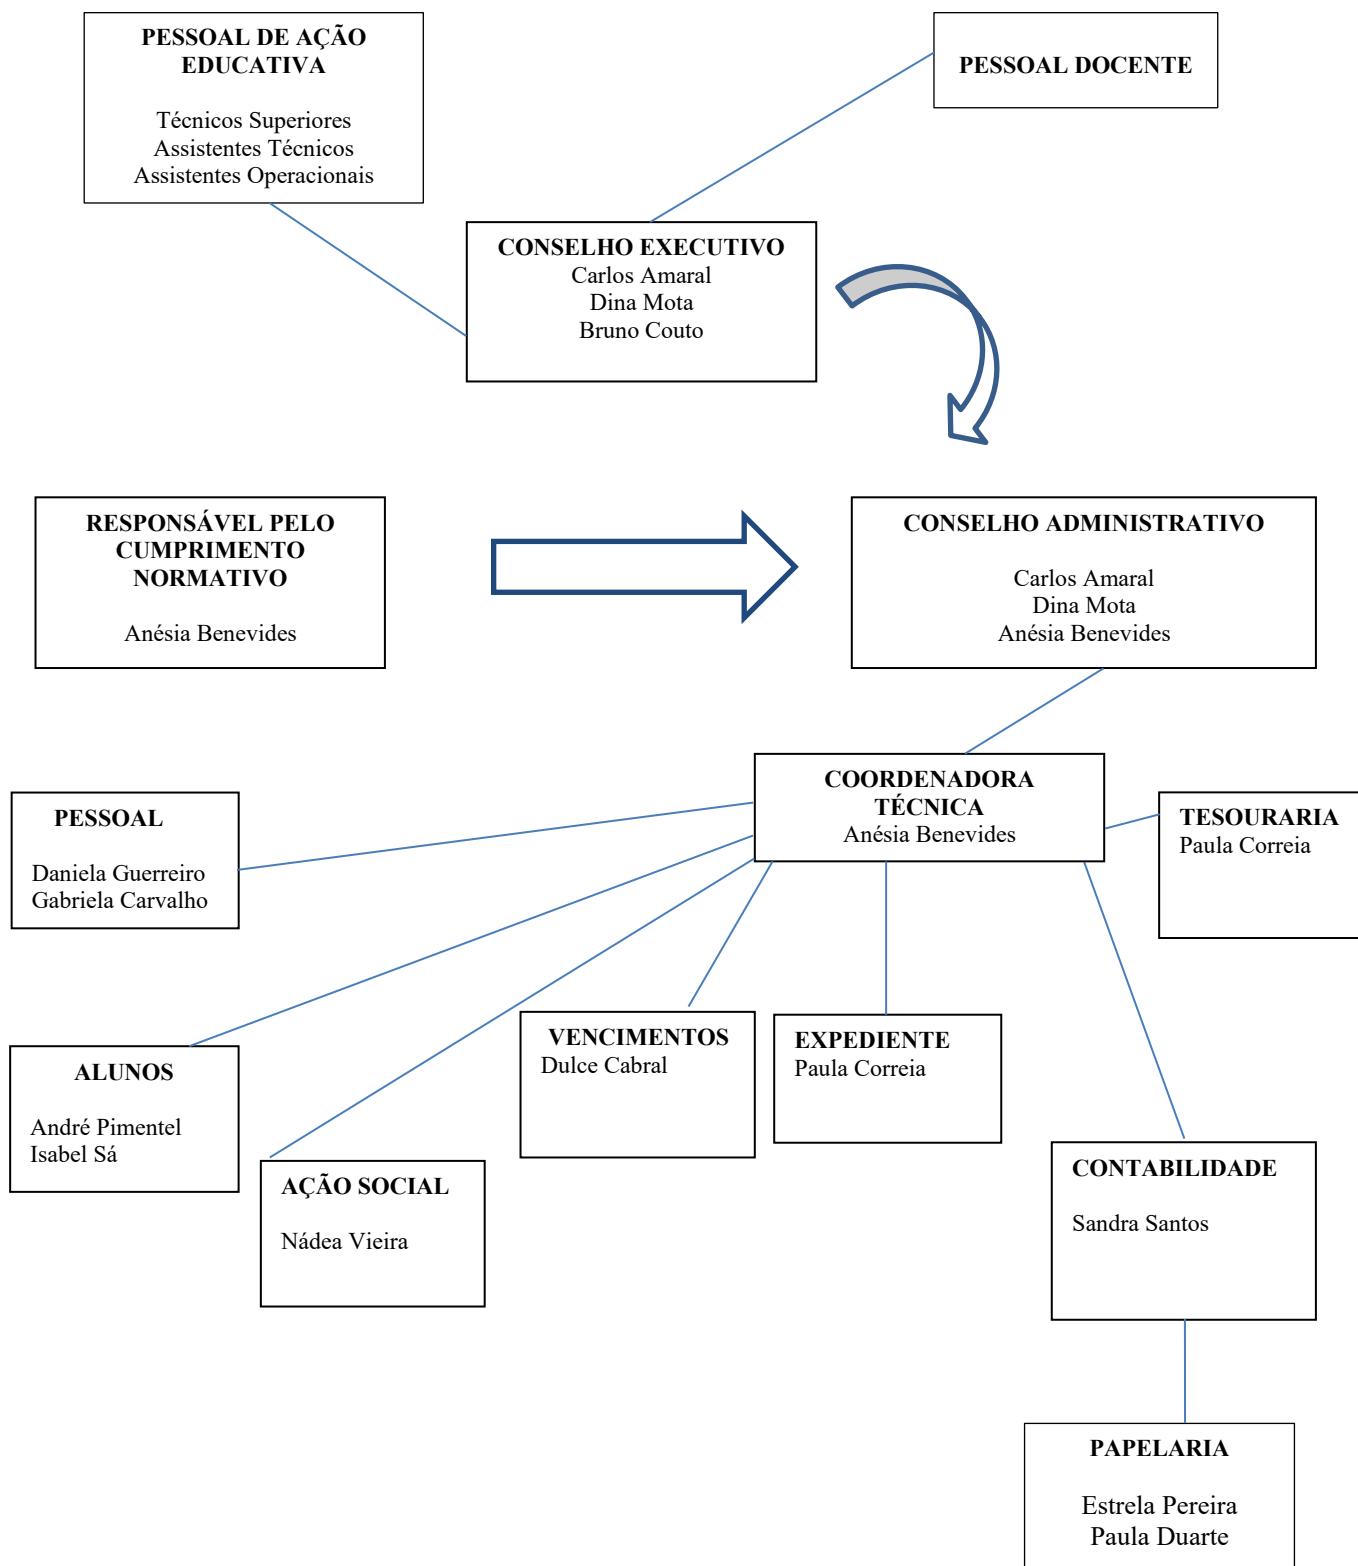 PESSOAL DE AÇÃO
EDUCATIVA
Técnicos Superiores
Assistentes Técnicos
Assistentes Operacionais
PESSOAL DOCENTE
CONSELHO EXECUTIVO
Carlos Amaral
Dina Mota
Bruno Couto
RESPONSÁVEL PELO
CUMPRIMENTO
NORMATIVO
Anésia Benevides
CONSELHO ADMINISTRATIVO
Carlos Amaral
Dina Mota
Anésia Benevides
COORDENADORA
TÉCNICA
Anésia Benevides
PESSOAL
Daniela Guerreiro
Gabriela Carvalho
TESOURARIA
Paula Correia
ALUNOS
André Pimentel
Isabel Sá
AÇÃO SOCIAL
Nádea Vieira
VENCIMENTOS
Dulce Cabral
EXPEDIENTE
Paula Correia
CONTABILIDADE
Sandra Santos
PAPELARIA
Estrela Pereira
Paula Duarte